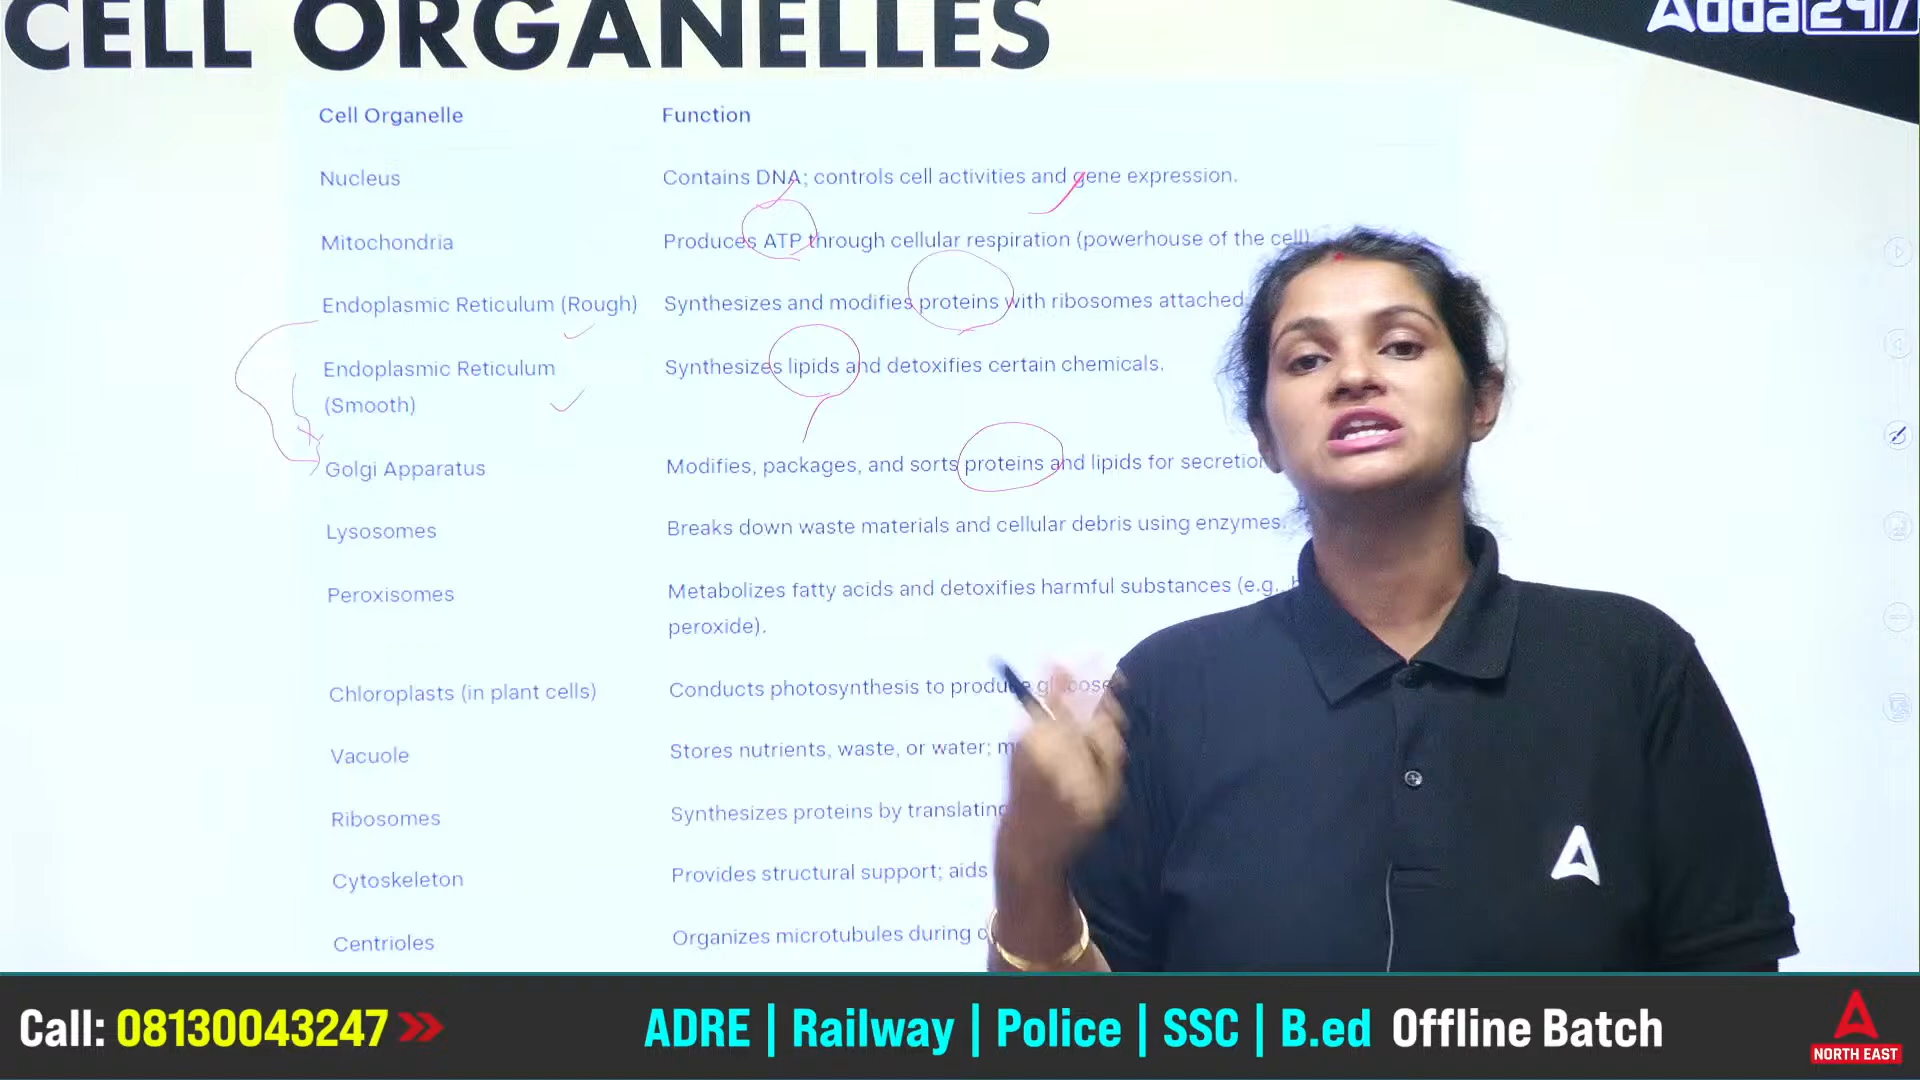 CELL ORGANELLES
Adda247
Cell Organelle Function
Nucleus Contains DNA; controls cell activities and gene expression.
Mitochondria Produces ATP through cellular respiration (powerhouse of the cell)
Endoplasmic Reticulum (Rough) Synthesizes and modifies proteins with ribosomes attached
Endoplasmic Reticulum Synthesizes lipids and detoxifies certain chemicals.
(Smooth)
Golgi Apparatus Modifies, packages, and sorts proteins and lipids for secretion
Lysosomes Breaks down waste materials and cellular debris using enzymes.
Peroxisomes Metabolizes fatty acids and detoxifies harmful substances (e.g.,
peroxide).
Chloroplasts (in plant cells) Conducts photosynthesis to produce glucose
Vacuole Stores nutrients, waste, or water;
Ribosomes Synthesizes proteins by translating
Cytoskeleton Provides structural support; aids
Centrioles Organizes microtubules during
Call: 08130043247 ADRE | Railway | Police | SSC | B.ed Offline Batch
NORTH EAST